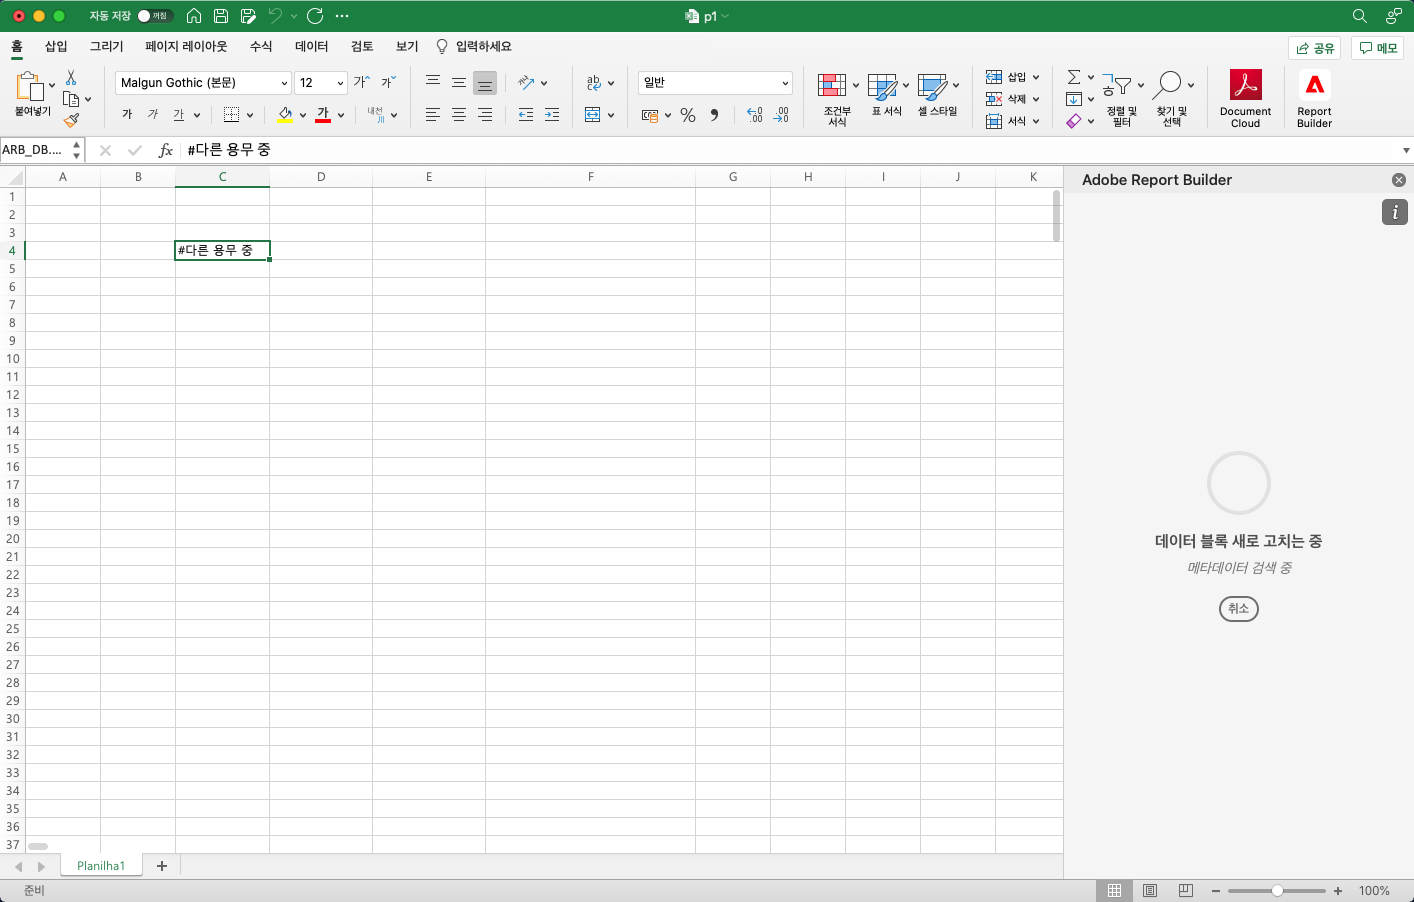 자동 저장 꺼짐 p1
홈 삽입 그리기 페이지 레이아웃 수식 데이터 검토 보기 입력하세요 공유 메모
붙여넣기
Malgun Gothic (본문) 12 가 가
가 가 가 가 내천
일반
조건부
서식
표 서식
셀 스타일
삽입
삭제
서식
정렬 및
필터
찾기 및
선택
Document
Cloud
Report
Builder
ARB_DB.... fx #다른 용무 중
A B C D E F G H I J K
1
2
3
4 #다른 용무 중
5
6
7
8
9
10
11
12
13
14
15
16
17
18
19
20
21
22
23
24
25
26
27
28
29
30
31
32
33
34
35
36
37
Adobe Report Builder
i
데이터 블록 새로 고치는 중
메타데이터 검색 중
취소
Planilha1 +
준비 100%